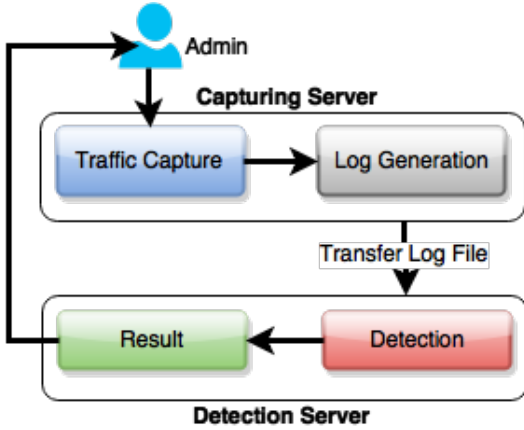 Admin
Capturing Server
Traffic Capture
Log Generation
Transfer Log File
Result
Detection
Detection Server